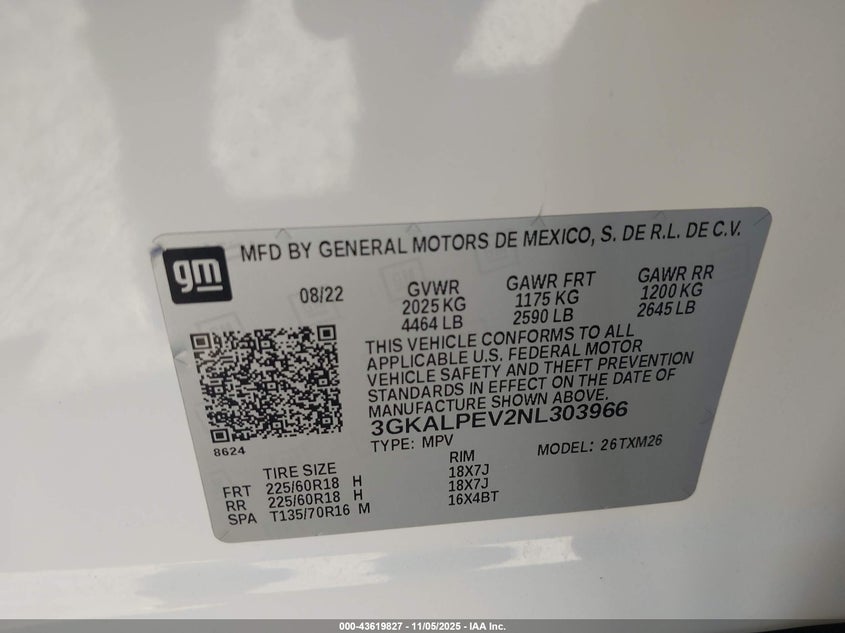 gm
MFD BY GENERAL MOTORS DE MEXICO, S. DE R.L. DE C.V.
08/22
GVWR
2025 KG
4464 LB
GAWR FRT
1175 KG
2590 LB
GAWR RR
1200 KG
2645 LB
THIS VEHICLE CONFORMS TO ALL
APPLICABLE U.S. FEDERAL MOTOR
VEHICLE SAFETY AND THEFT PREVENTION
STANDARDS IN EFFECT ON THE DATE OF
MANUFACTURE SHOWN ABOVE.
3GKALPEV2NL303966
8624
TYPE: MPV
MODEL: 26TXM26
TIRE SIZE RIM
FRT 225/60R18 H 18X7J
RR 225/60R18 H 18X7J
SPA T135/70R16 M 16X4BT
000-43619827 - 11/05/2025 - IAA Inc.